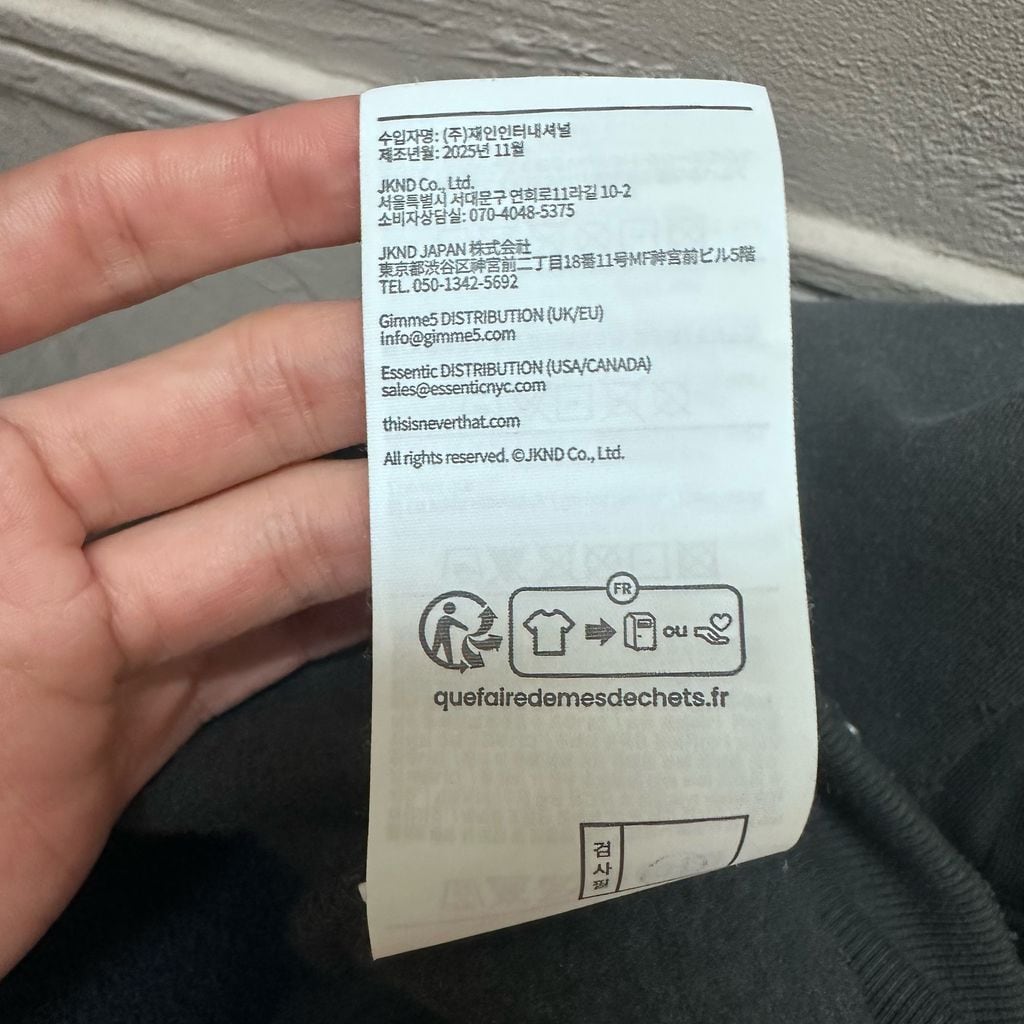 수입자명: (주)재인인터내셔널
제조년월: 2025년 11월
JKND Co., Ltd.
서울특별시 서대문구 연희로11라길 10-2
소비자상담실: 070-4048-5375
JKND JAPAN 株式会社
東京都渋谷区神宮前二丁目18番11号MF神宮前ビル5階
TEL. 050-1342-5692
Gimme5 DISTRIBUTION (UK/EU)
info@gimme5.com
Essentic DISTRIBUTION (USA/CANADA)
sales@essenticnyc.com
thisisneverthat.com
All rights reserved. ©JKND Co., Ltd.
FR
ou
quefairedemesdechets.fr
검사필